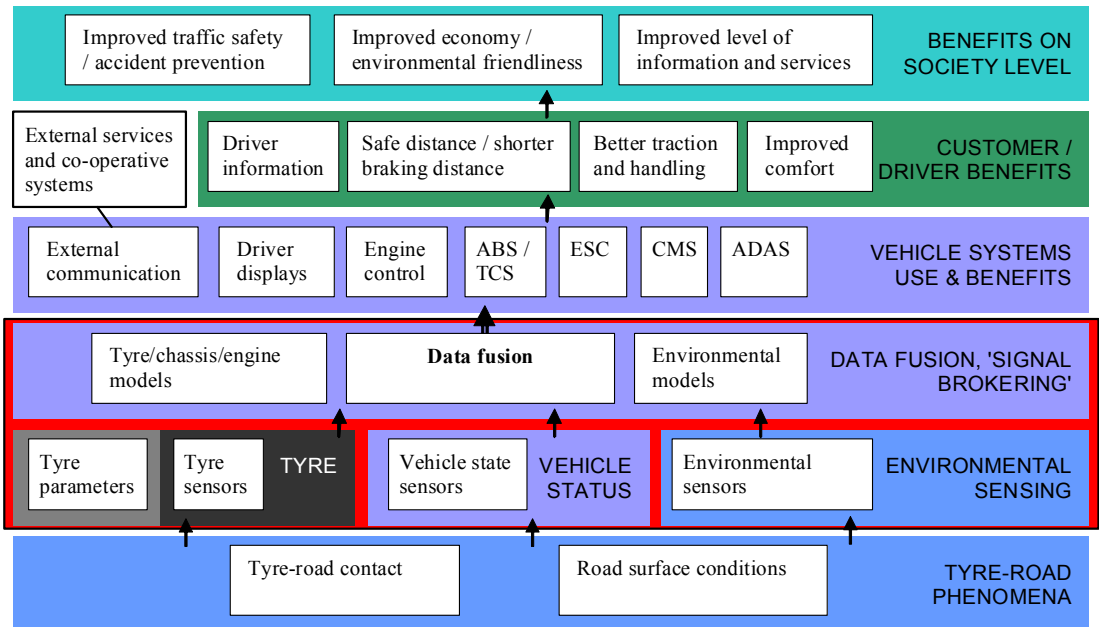 Improved traffic safety
/ accident prevention
Improved economy /
environmental friendliness
Improved level of
information and services
BENEFITS ON
SOCIETY LEVEL
External services
and co-operative
systems
Driver
information
Safe distance / shorter
braking distance
Better traction
and handling
Improved
comfort
CUSTOMER /
DRIVER BENEFITS
External
communication
Driver
displays
Engine
control
ABS /
TCS
ESC
CMS
ADAS
VEHICLE SYSTEMS
USE & BENEFITS
Tyre/chassis/engine
models
Data fusion
Environmental
models
DATA FUSION, 'SIGNAL
BROKERING'
Tyre
parameters
Tyre
sensors
TYRE
Vehicle state
sensors
VEHICLE
STATUS
Environmental
sensors
ENVIRONMENTAL
SENSING
Tyre-road contact
Road surface conditions
TYRE-ROAD
PHENOMENA